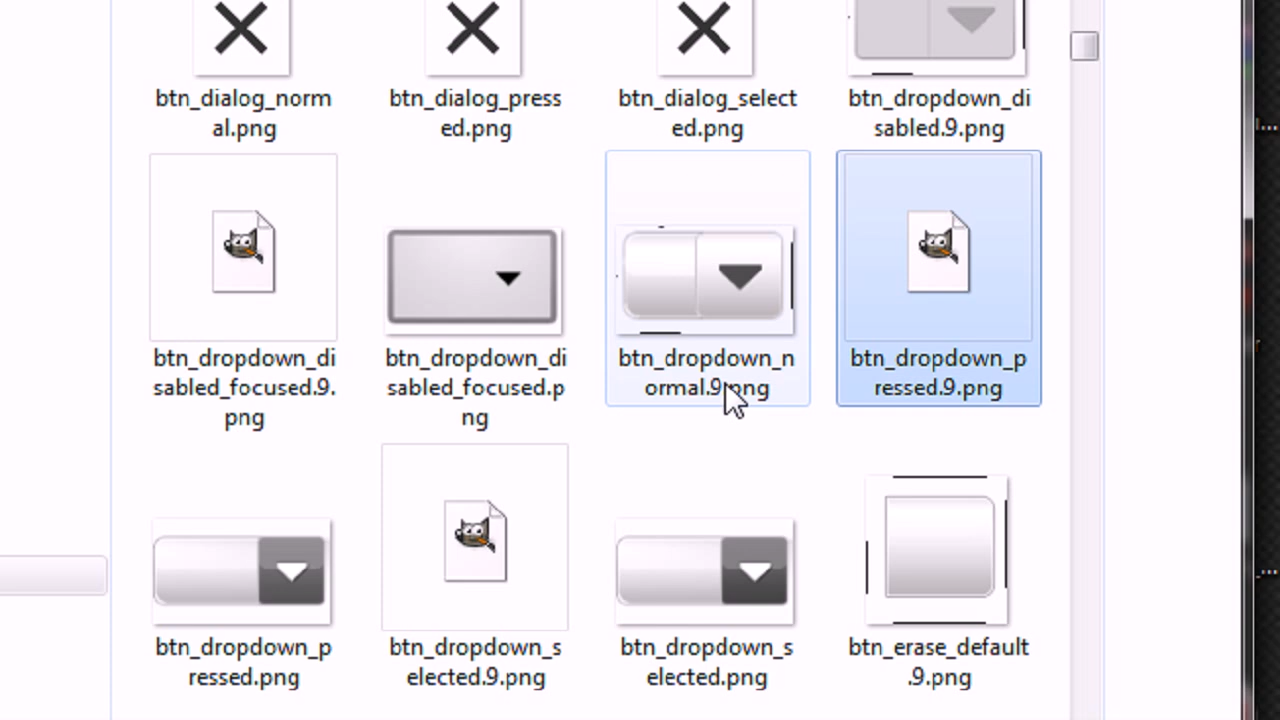 btn_dialog_norm
al.png
btn_dialog_press
ed.png
btn_dialog_select
ed.png
btn_dropdown_di
sabled.9.png
btn_dropdown_di
sabled_focused.9.
png
btn_dropdown_di
sabled_focused.p
ng
btn_dropdown_n
ormal.9.png
btn_dropdown_p
ressed.9.png
btn_dropdown_p
ressed.png
btn_dropdown_s
elected.9.png
btn_dropdown_s
elected.png
btn_erase_default
.9.png